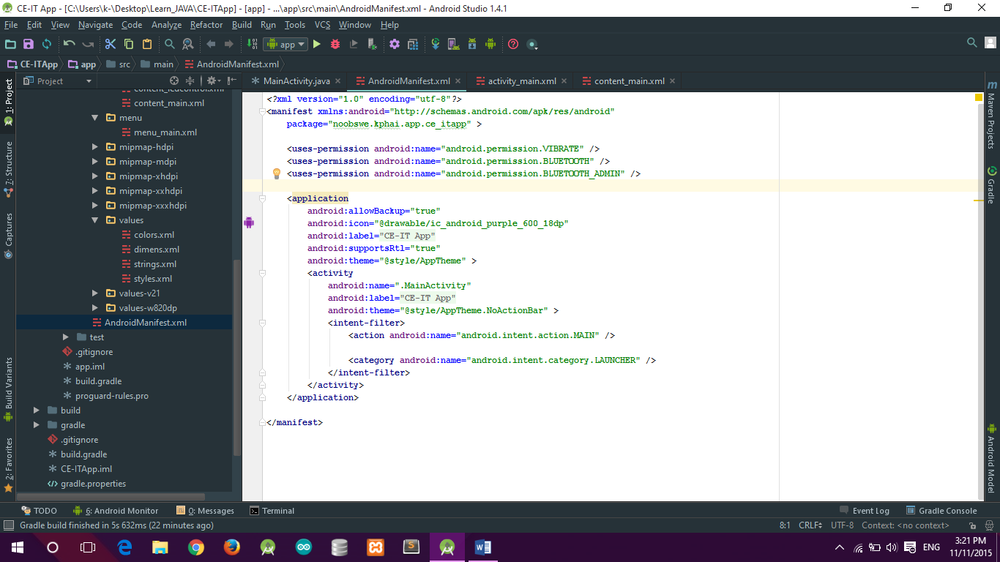 CE-IT App - [C:\Users\k-\Desktop\Learn_JAVA\CE-ITApp] - [app] - ...\app\src\main\AndroidManifest.xml - Android Studio 1.4.1
File Edit View Navigate Code Analyze Refactor Build Run Tools VCS Window Help
app
CE-ITApp app src main AndroidManifest.xml
Project
MainActivity.java AndroidManifest.xml activity_main.xml content_main.xml
1: Project
7: Structure
Captures
Build Variants
2: Favorites
content_main.xml
menu
menu_main.xml
mipmap-hdpi
mipmap-mdpi
mipmap-xhdpi
mipmap-xxhdpi
mipmap-xxxhdpi
values
colors.xml
dimens.xml
strings.xml
styles.xml
values-v21
values-w820dp
AndroidManifest.xml
test
.gitignore
app.iml
build.gradle
proguard-rules.pro
build
gradle
.gitignore
build.gradle
CE-ITApp.iml
gradle.properties
<?xml version="1.0" encoding="utf-8"?>
<manifest xmlns:android="http://schemas.android.com/apk/res/android"
package="noobswe.kphai.app.ce_itapp" >
<uses-permission android:name="android.permission.VIBRATE" />
<uses-permission android:name="android.permission.BLUETOOTH" />
<uses-permission android:name="android.permission.BLUETOOTH_ADMIN" />
<application
android:allowBackup="true"
android:icon="@drawable/ic_android_purple_600_18dp"
android:label="CE-IT App"
android:supportsRtl="true"
android:theme="@style/AppTheme" >
<activity
android:name=".MainActivity"
android:label="CE-IT App"
android:theme="@style/AppTheme.NoActionBar" >
<intent-filter>
<action android:name="android.intent.action.MAIN" />
<category android:name="android.intent.category.LAUNCHER" />
</intent-filter>
</activity>
</application>
</manifest>
m Maven Projects
Gradle
Android Model
TODO 6: Android Monitor 0: Messages Terminal Event Log Gradle Console
Gradle build finished in 5s 632ms (22 minutes ago) 8:1 CRLF UTF-8 Context: <no context>
S W ENG 3:21 PM
11/11/2015